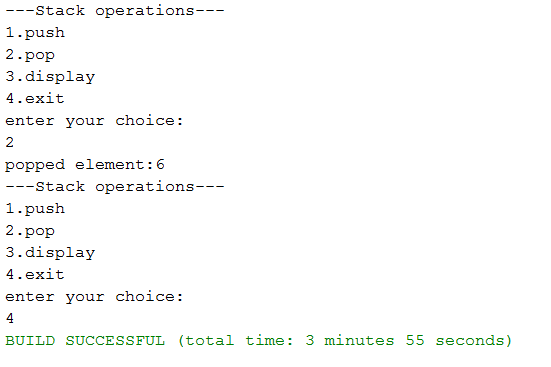 ---Stack operations---
1.push
2.pop
3.display
4.exit
enter your choice:
2
popped element:6
---Stack operations---
1.push
2.pop
3.display
4.exit
enter your choice:
4
BUILD SUCCESSFUL (total time: 3 minutes 55 seconds)